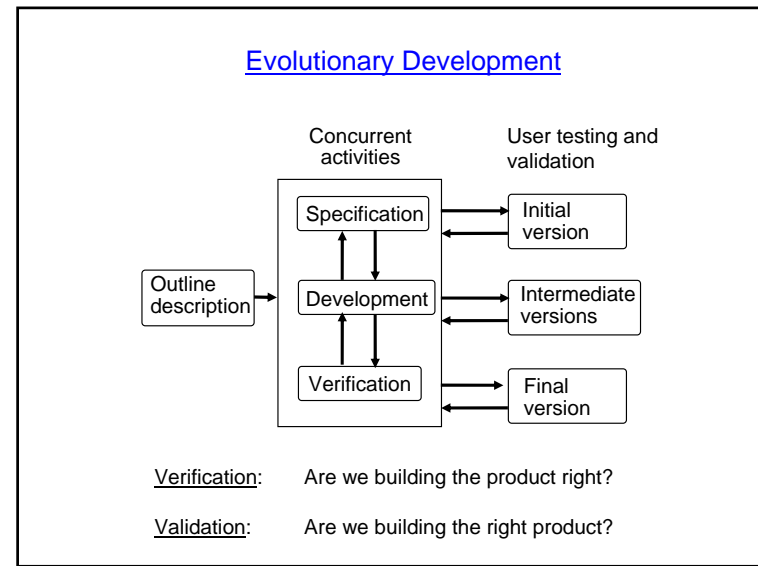 Evolutionary Development
Concurrent
activities
User testing and
validation
Specification
Initial
version
Outline
description
Development
Intermediate
versions
Verification
Final
version
Verification: Are we building the product right?
Validation: Are we building the right product?